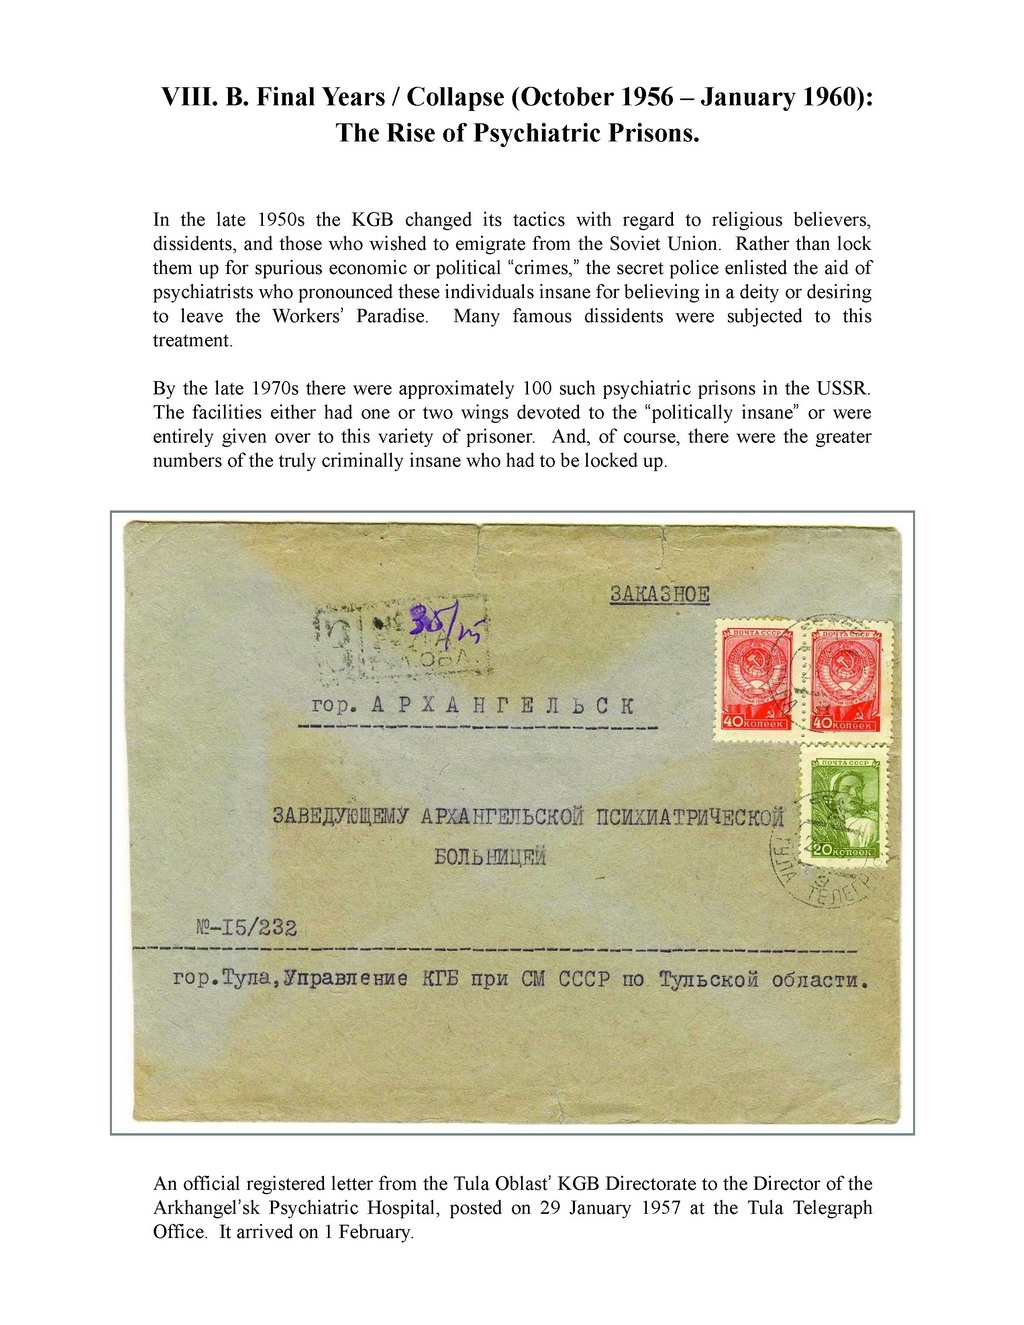 VIII. B. Final Years / Collapse (October 1956 – January 1960):
The Rise of Psychiatric Prisons.
In the late 1950s the KGB changed its tactics with regard to religious believers,
dissidents, and those who wished to emigrate from the Soviet Union. Rather than lock
them up for spurious economic or political “crimes,” the secret police enlisted the aid of
psychiatrists who pronounced these individuals insane for believing in a deity or desiring
to leave the Workers’ Paradise. Many famous dissidents were subjected to this
treatment.
By the late 1970s there were approximately 100 such psychiatric prisons in the USSR.
The facilities either had one or two wings devoted to the “politically insane” or were
entirely given over to this variety of prisoner. And, of course, there were the greater
numbers of the truly criminally insane who had to be locked up.
ЗАКАЗНОЕ
ПОЧТА СССР ПОЧТА СССР
40 КОПЕЕК 40 КОПЕЕК
гор. АРХАНГЕЛЬСК
ПОЧТА СССР
20 КОПЕЕК
ЗАВЕДУЮЩЕМУ АРХАНГЕЛЬСКОЙ ПСИХИАТРИЧЕСКОЙ
БОЛЬНИЦЕЙ
№-I5/232
гор.Тула,Управление КГБ при СМ СССР по Тульской области.
An official registered letter from the Tula Oblast’ KGB Directorate to the Director of the
Arkhangel’sk Psychiatric Hospital, posted on 29 January 1957 at the Tula Telegraph
Office. It arrived on 1 February.